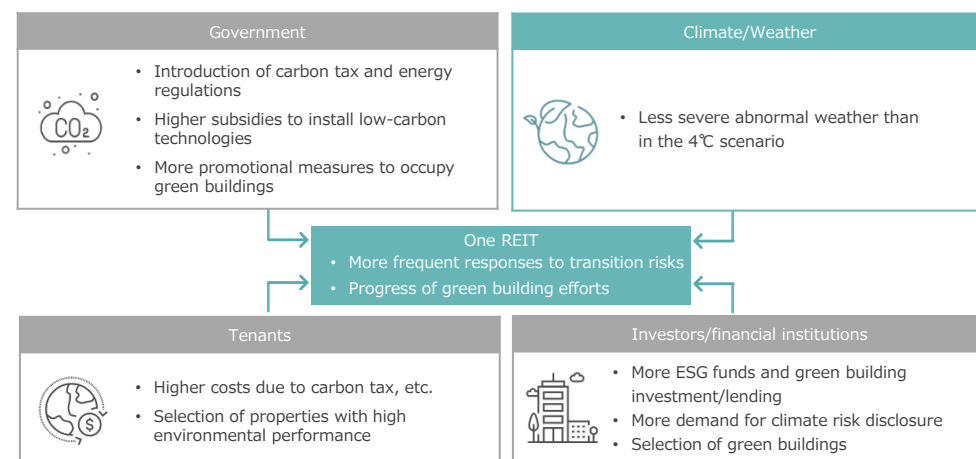 Government
• Introduction of carbon tax and energy
regulations
• Higher subsidies to install low-carbon
technologies
• More promotional measures to occupy
green buildings
CO₂
Climate/Weather
• Less severe abnormal weather than
in the 4℃ scenario
One REIT
• More frequent responses to transition risks
• Progress of green building efforts
Tenants
• Higher costs due to carbon tax, etc.
• Selection of properties with high
environmental performance
$
Investors/financial institutions
• More ESG funds and green building
investment/lending
• More demand for climate risk disclosure
• Selection of green buildings